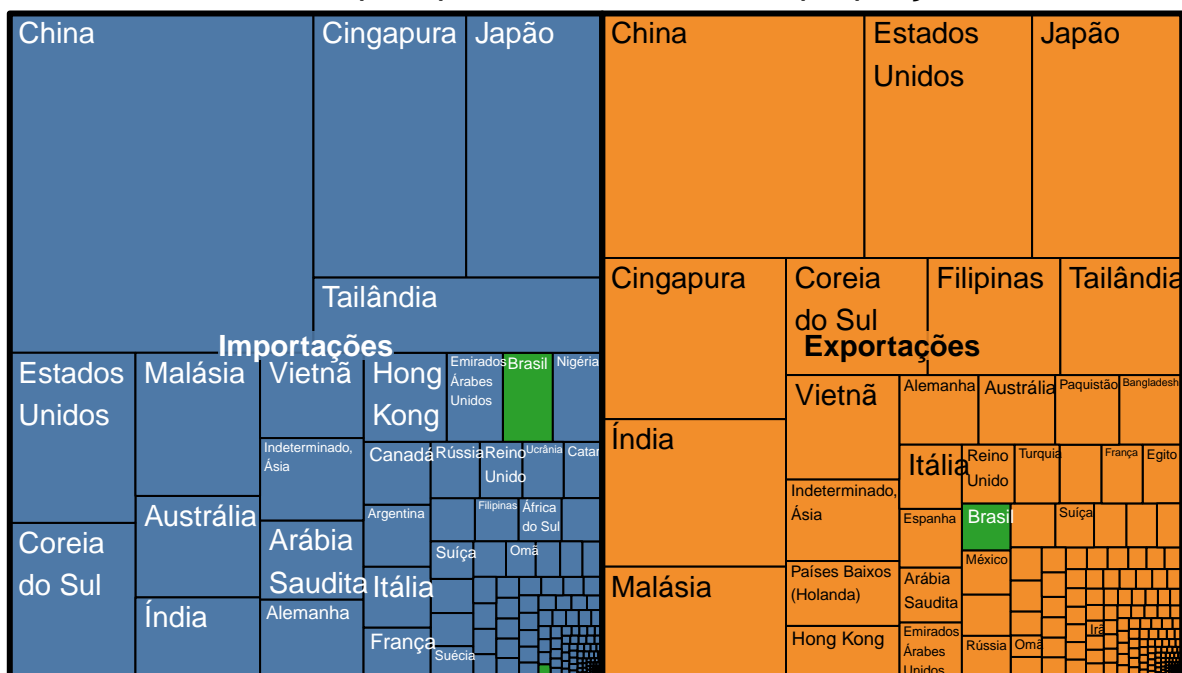 China
Cingapura
Japão
Tailândia
Importações
Estados
Unidos
Malásia
Vietnã
Hong
Kong
Emirados
Árabes
Unidos
Brasil
Nigéria
Indeterminado,
Ásia
Canadá
Rússia
Reino
Unido
Ucrânia
Catar
Coreia
do Sul
Austrália
Arábia
Saudita
Argentina
Filipinas
África
do Sul
Suíça
Omã
Índia
Alemanha
Itália
França
Suécia
China
Estados
Unidos
Japão
Cingapura
Coreia
do Sul
Filipinas
Tailândia
Exportações
Índia
Vietnã
Alemanha
Austrália
Paquistão
Bangladesh
Itália
Reino
Unido
Turquia
França
Egito
Indeterminado,
Ásia
Espanha
Brasil
Suíça
Malásia
Países Baixos
(Holanda)
Arábia
Saudita
México
Hong Kong
Emirados
Árabes
Unidos
Rússia
Omã
Irã